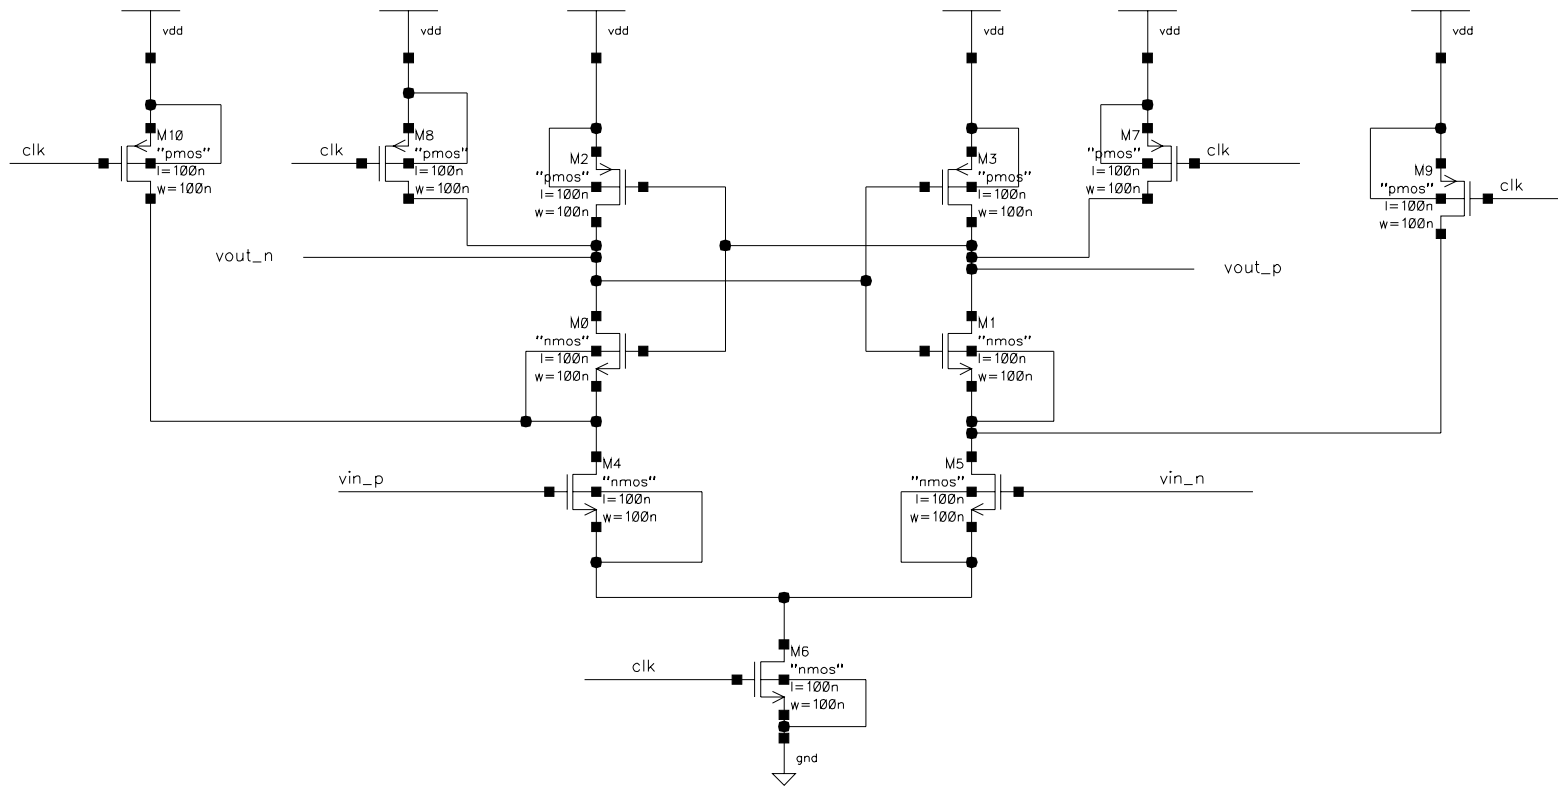 vdd
vdd
vdd
vdd
vdd
vdd
clk
M10
"pmos"
l=100n
w=100n
clk
M8
"pmos"
l=100n
w=100n
M2
"pmos"
l=100n
w=100n
M3
"pmos"
l=100n
w=100n
M7
"pmos"
l=100n
w=100n
clk
M9
"pmos"
l=100n
w=100n
clk
vout_n
vout_p
M0
"nmos"
l=100n
w=100n
M1
"nmos"
l=100n
w=100n
vin_p
M4
"nmos"
l=100n
w=100n
M5
"nmos"
l=100n
w=100n
vin_n
clk
M6
"nmos"
l=100n
w=100n
gnd